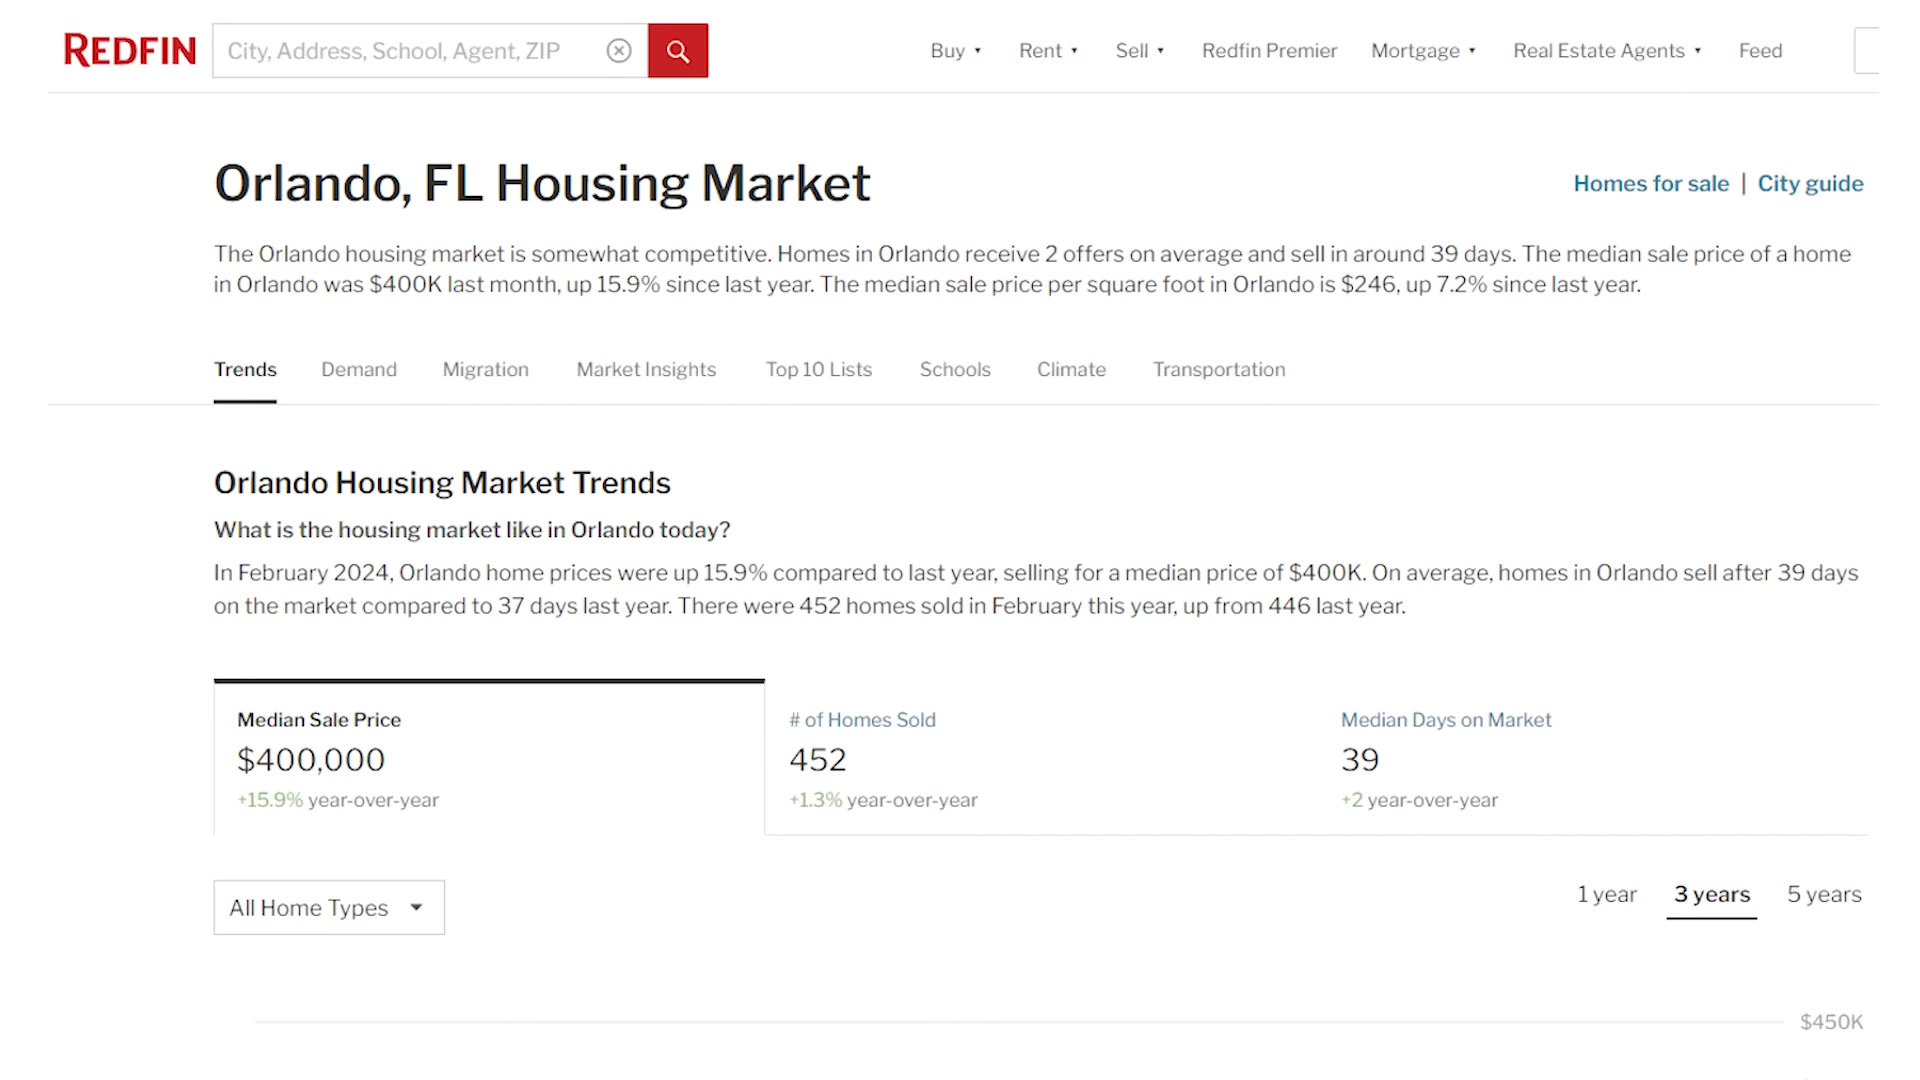 REDFIN
City, Address, School, Agent, ZIP
Buy
Rent
Sell
Redfin Premier
Mortgage
Real Estate Agents
Feed
Orlando, FL Housing Market
Homes for sale | City guide
The Orlando housing market is somewhat competitive. Homes in Orlando receive 2 offers on average and sell in around 39 days. The median sale price of a home
in Orlando was $400K last month, up 15.9% since last year. The median sale price per square foot in Orlando is $246, up 7.2% since last year.
Trends
Demand
Migration
Market Insights
Top 10 Lists
Schools
Climate
Transportation
Orlando Housing Market Trends
What is the housing market like in Orlando today?
In February 2024, Orlando home prices were up 15.9% compared to last year, selling for a median price of $400K. On average, homes in Orlando sell after 39 days
on the market compared to 37 days last year. There were 452 homes sold in February this year, up from 446 last year.
Median Sale Price
$400,000
+15.9% year-over-year
# of Homes Sold
452
+1.3% year-over-year
Median Days on Market
39
+2 year-over-year
All Home Types
1 year
3 years
5 years
$450K